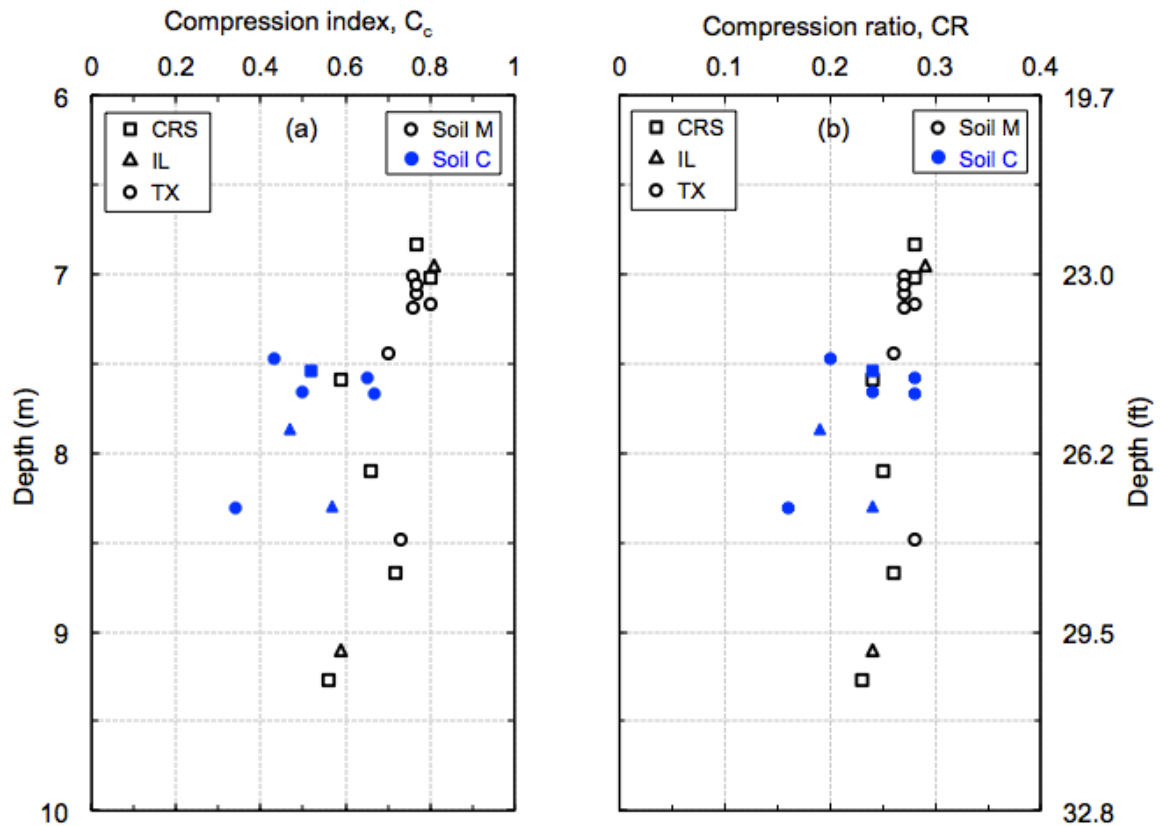 Compression index, Cc
0 0.2 0.4 0.6 0.8 1
6
7
8
9
10
Depth (m)
CRS
IL
TX
(a)
Soil M
Soil C
Compression ratio, CR
0 0.1 0.2 0.3 0.4
CRS
IL
TX
(b)
Soil M
Soil C
19.7
23.0
26.2
29.5
32.8
Depth (ft)